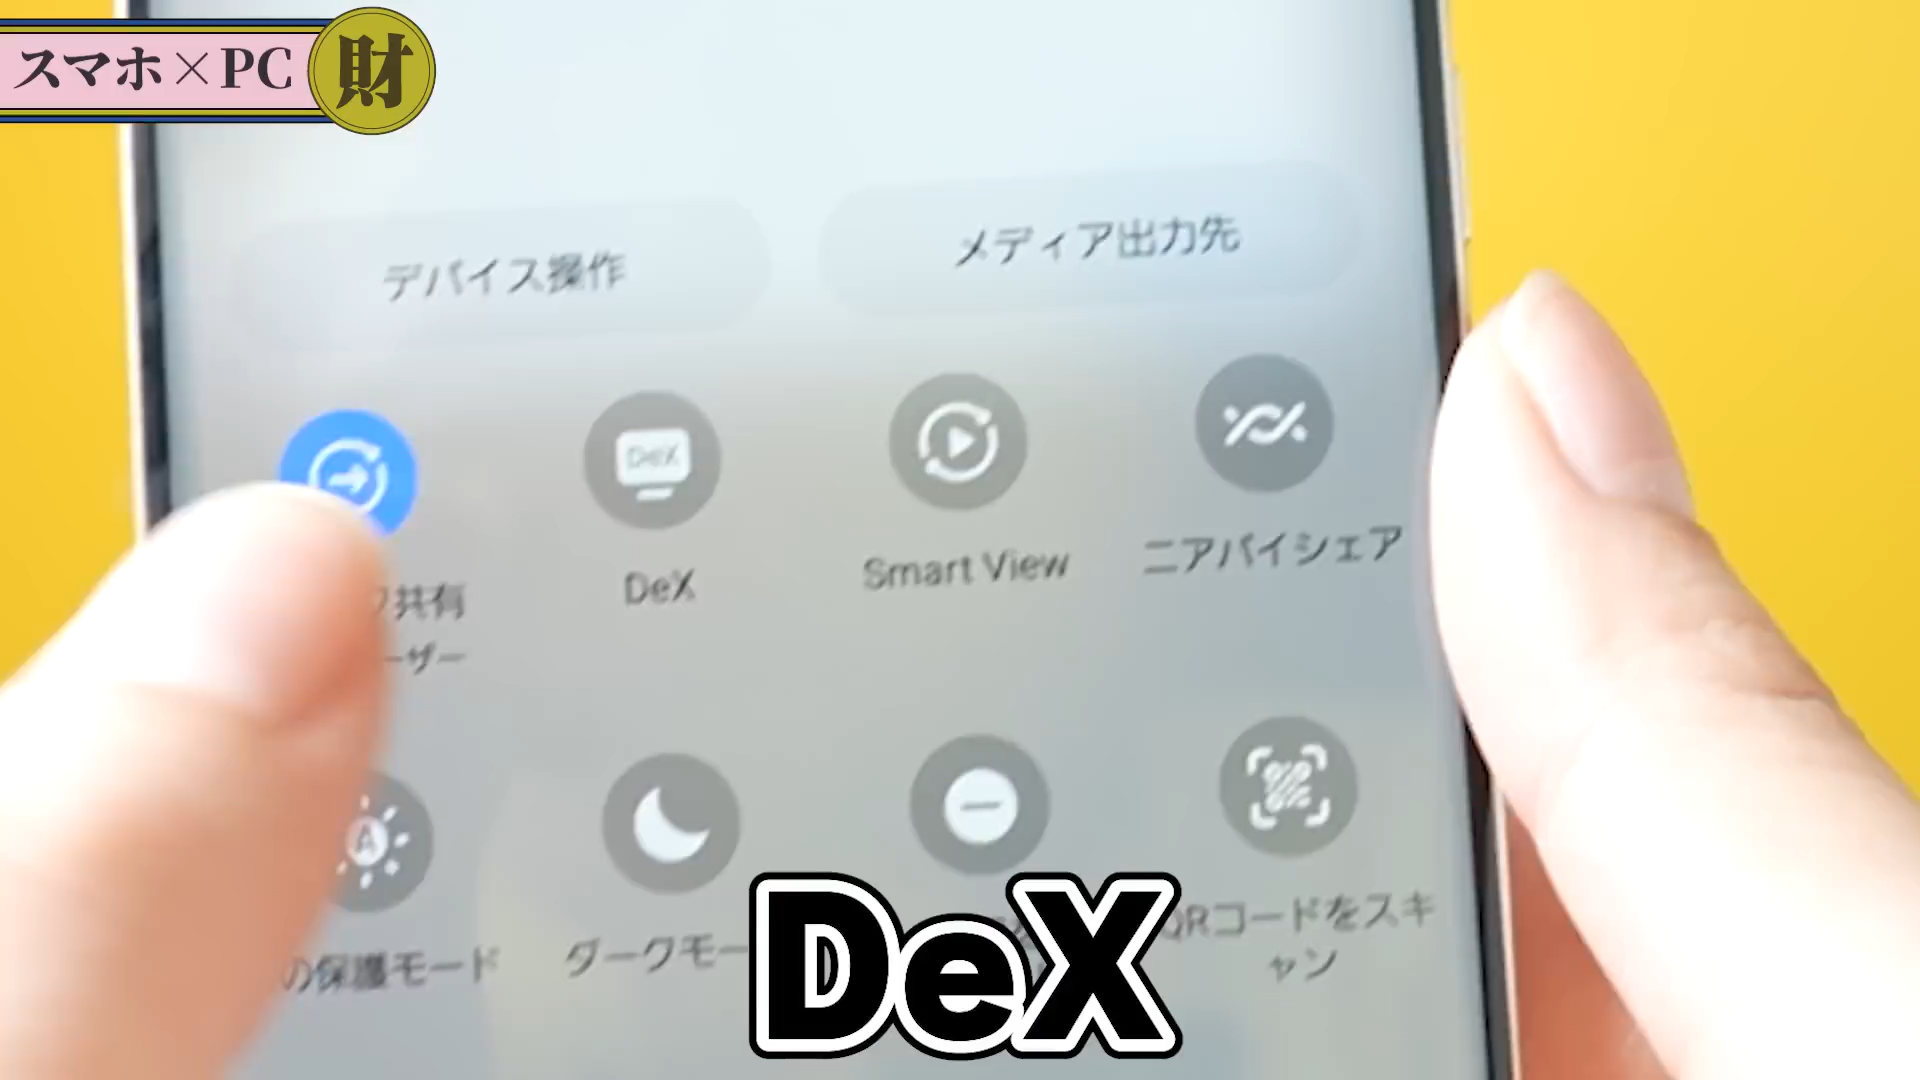 スマホ×PC 財
デバイス操作
メディア出力先
DeX
DeX
Smart View
ニアバイシェア
共有
ーザー
A
の保護モード
ダークモー
QRコードをスキ
ャン
DeX